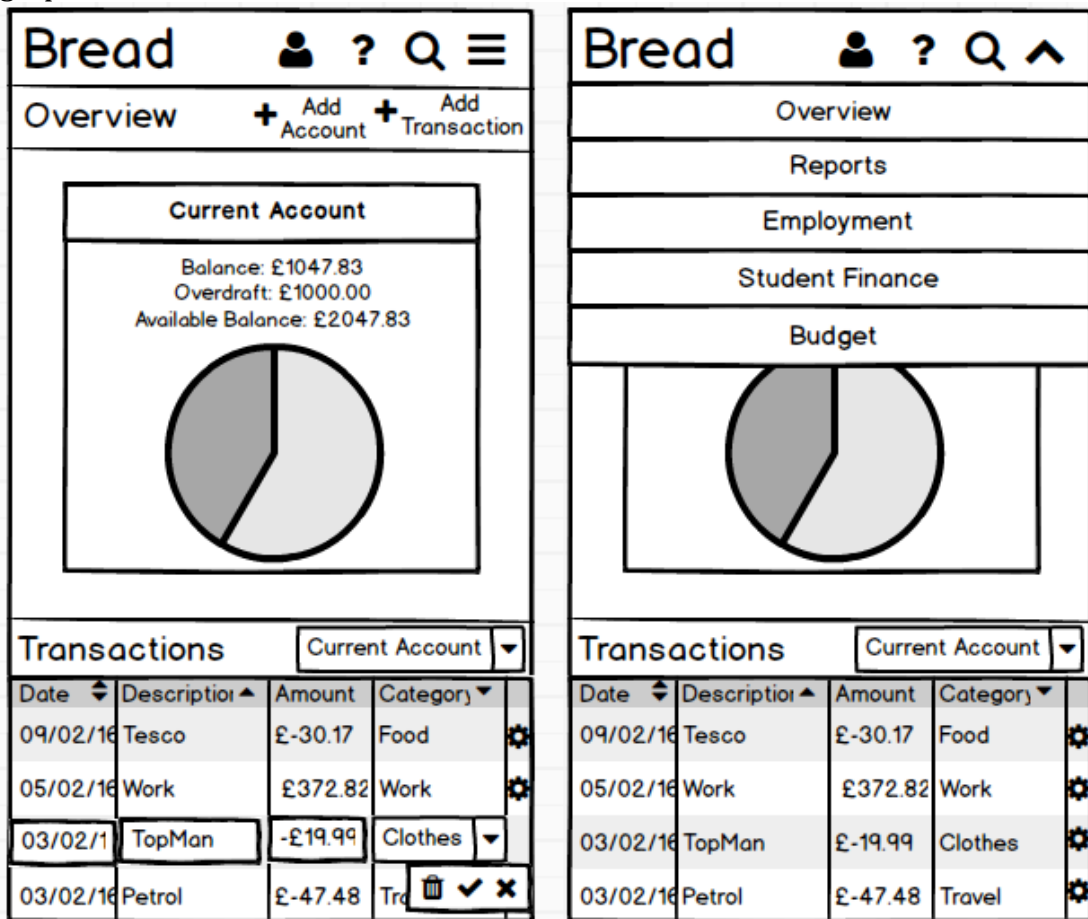 Bread ?
Overview + Add Account + Add Transaction
Current Account
Balance: £1047.83
Overdraft: £1000.00
Available Balance: £2047.83
Transactions Current Account
Date Description Amount Category
09/02/16 Tesco £-30.17 Food
05/02/16 Work £372.82 Work
03/02/1 TopMan -£19.99 Clothes
03/02/16 Petrol £-47.48
Bread ?
Overview
Reports
Employment
Student Finance
Budget
Transactions Current Account
Date Description Amount Category
09/02/16 Tesco £-30.17 Food
05/02/16 Work £372.82 Work
03/02/16 TopMan £-19.99 Clothes
03/02/16 Petrol £-47.48 Travel